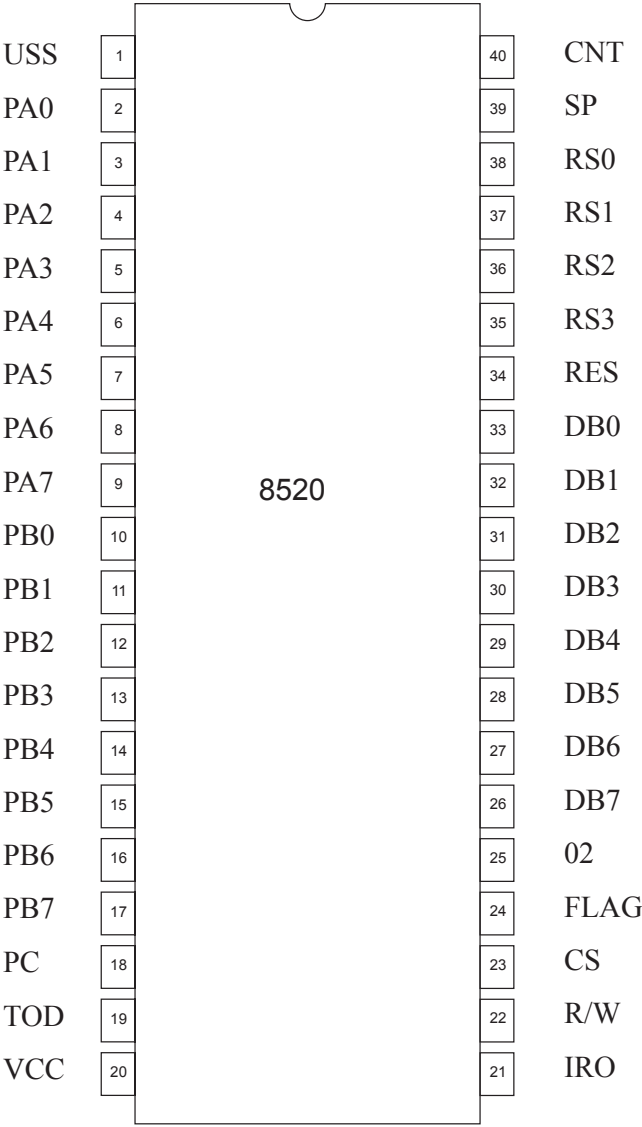 USS 1 40 CNT
PA0 2 39 SP
PA1 3 38 RS0
PA2 4 37 RS1
PA3 5 36 RS2
PA4 6 35 RS3
PA5 7 34 RES
PA6 8 33 DB0
PA7 9 8520 32 DB1
PB0 10 31 DB2
PB1 11 30 DB3
PB2 12 29 DB4
PB3 13 28 DB5
PB4 14 27 DB6
PB5 15 26 DB7
PB6 16 25 02
PB7 17 24 FLAG
PC 18 23 CS
TOD 19 22 R/W
VCC 20 21 IRO